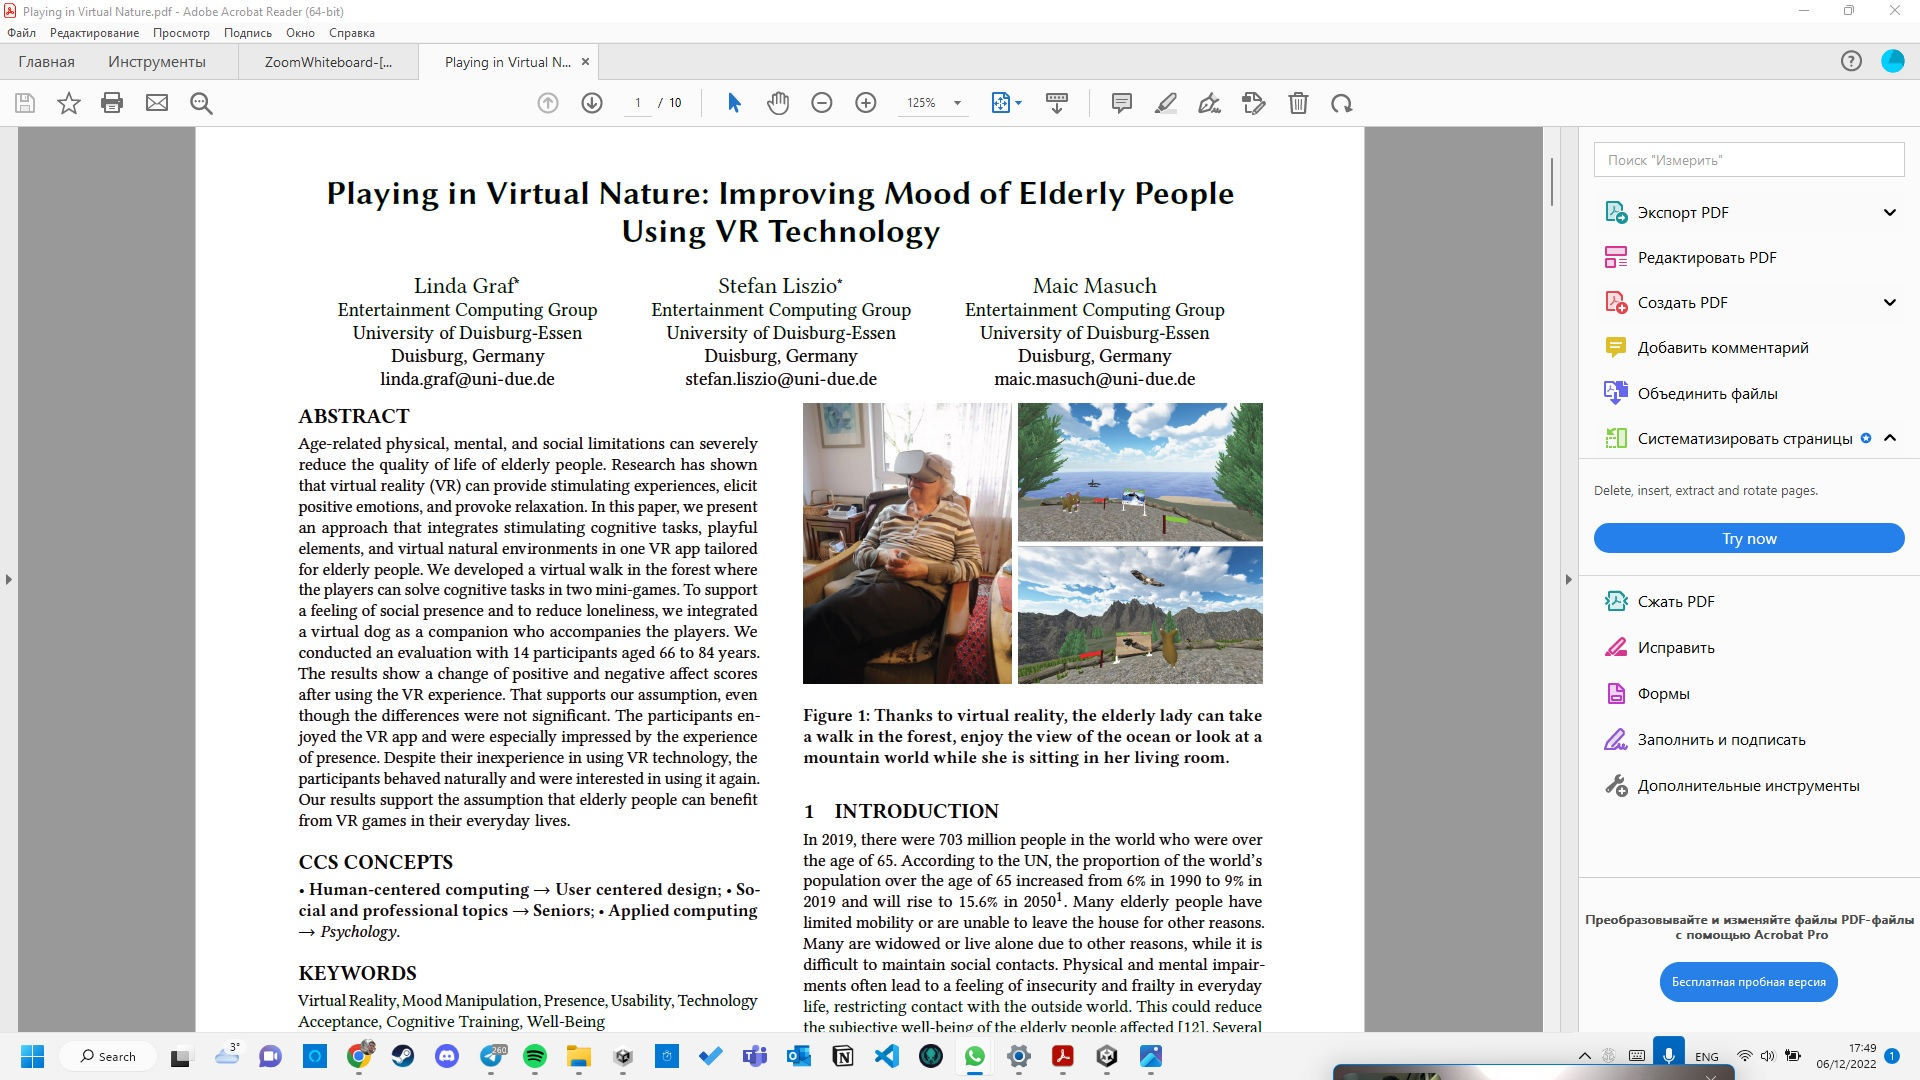 Playing in Virtual Nature.pdf - Adobe Acrobat Reader (64-bit)
Файл Редактирование Просмотр Подпись Окно Справка
Главная Инструменты ZoomWhiteboard-[... Playing in Virtual N...
1 / 10 125%
Playing in Virtual Nature: Improving Mood of Elderly People
Using VR Technology
Linda Graf*
Entertainment Computing Group
University of Duisburg-Essen
Duisburg, Germany
linda.graf@uni-due.de
Stefan Liszio*
Entertainment Computing Group
University of Duisburg-Essen
Duisburg, Germany
stefan.liszio@uni-due.de
Maic Masuch
Entertainment Computing Group
University of Duisburg-Essen
Duisburg, Germany
maic.masuch@uni-due.de
ABSTRACT
Age-related physical, mental, and social limitations can severely
reduce the quality of life of elderly people. Research has shown
that virtual reality (VR) can provide stimulating experiences, elicit
positive emotions, and provoke relaxation. In this paper, we present
an approach that integrates stimulating cognitive tasks, playful
elements, and virtual natural environments in one VR app tailored
for elderly people. We developed a virtual walk in the forest where
the players can solve cognitive tasks in two mini-games. To support
a feeling of social presence and to reduce loneliness, we integrated
a virtual dog as a companion who accompanies the players. We
conducted an evaluation with 14 participants aged 66 to 84 years.
The results show a change of positive and negative affect scores
after using the VR experience. That supports our assumption, even
though the differences were not significant. The participants en-
joyed the VR app and were especially impressed by the experience
of presence. Despite their inexperience in using VR technology, the
participants behaved naturally and were interested in using it again.
Our results support the assumption that elderly people can benefit
from VR games in their everyday lives.
CCS CONCEPTS
• Human-centered computing → User centered design; • So-
cial and professional topics → Seniors; • Applied computing
→ Psychology.
KEYWORDS
Virtual Reality, Mood Manipulation, Presence, Usability, Technology
Acceptance, Cognitive Training, Well-Being
Figure 1: Thanks to virtual reality, the elderly lady can take
a walk in the forest, enjoy the view of the ocean or look at a
mountain world while she is sitting in her living room.
1 INTRODUCTION
In 2019, there were 703 million people in the world who were over
the age of 65. According to the UN, the proportion of the world's
population over the age of 65 increased from 6% in 1990 to 9% in
2019 and will rise to 15.6% in 2050¹. Many elderly people have
limited mobility or are unable to leave the house for other reasons.
Many are widowed or live alone due to other reasons, while it is
difficult to maintain social contacts. Physical and mental impair-
ments often lead to a feeling of insecurity and frailty in everyday
life, restricting contact with the outside world. This could reduce
the subjective well-being of the elderly people affected [12]. Several
Поиск "Измерить"
Экспорт PDF
Редактировать PDF
Создать PDF
Добавить комментарий
Объединить файлы
Систематизировать страницы
Delete, insert, extract and rotate pages.
Try now
Сжать PDF
Исправить
Формы
Заполнить и подписать
Дополнительные инструменты
Преобразовывайте и изменяйте файлы PDF-файлы
с помощью Acrobat Pro
Бесплатная пробная версия
Search
3°
260
ENG
17:49
06/12/2022
1